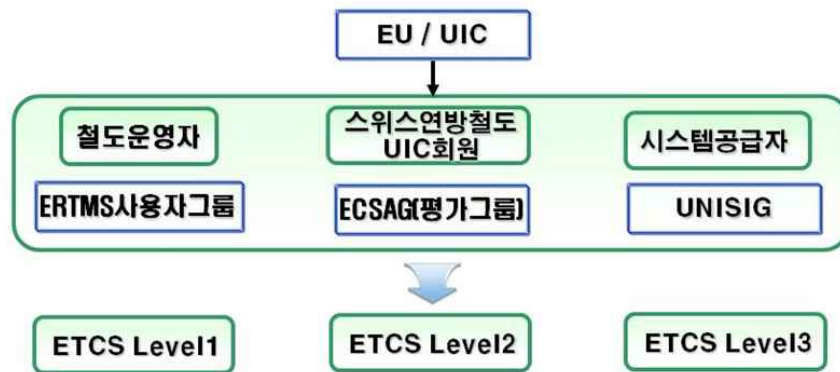 EU / UIC
철도운영자
스위스연방철도
UIC회원
시스템공급자
ERTMS사용자그룹
ECSAG(평가그룹)
UNISIG
ETCS Level1
ETCS Level2
ETCS Level3